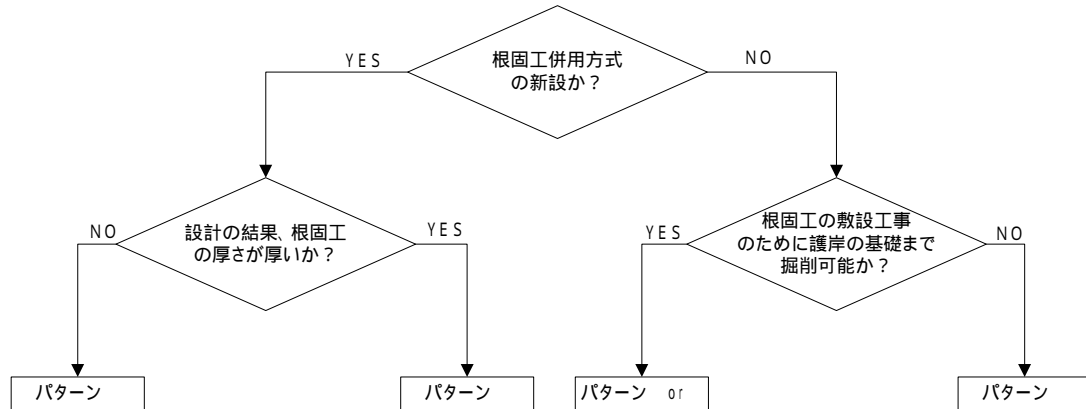 根固工併用方式
の新設か？
YES
NO
設計の結果、根固工
の厚さが厚いか？
NO
YES
根固工の敷設工事
のために護岸の基礎まで
掘削可能か？
YES
NO
パターン
パターン
パターン or
パターン